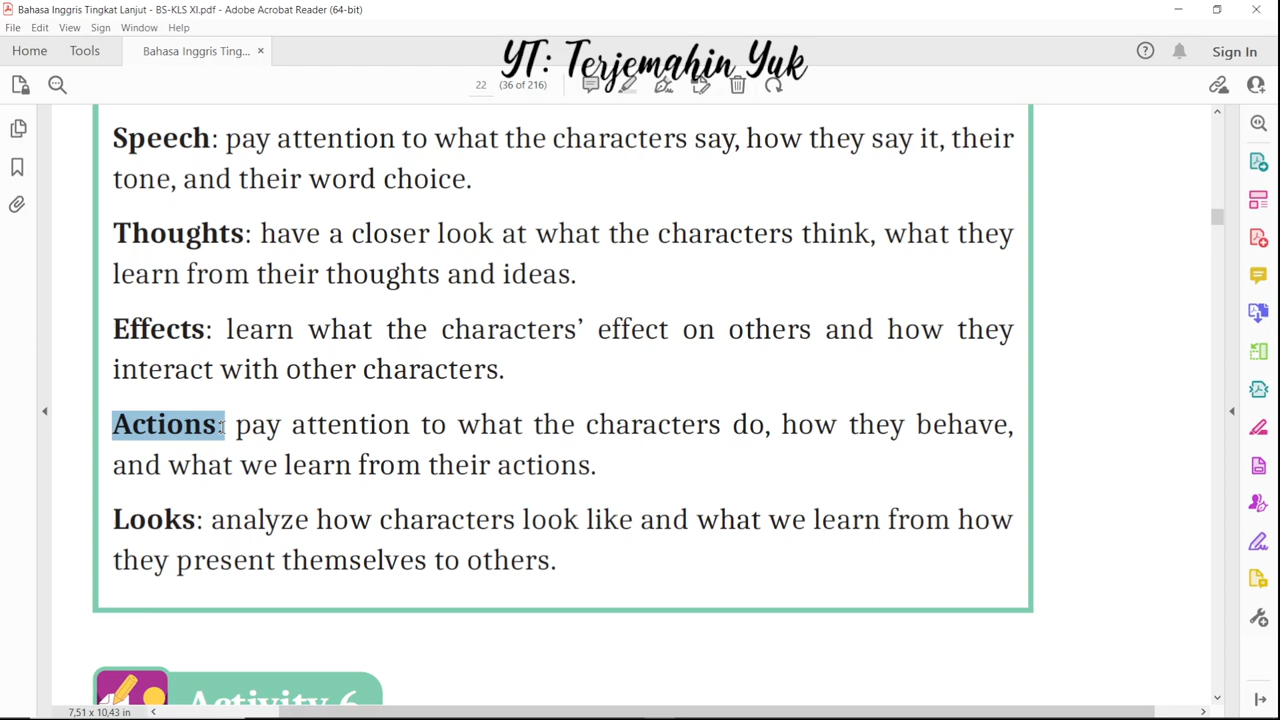 Bahasa Inggris Tingkat Lanjut - BS-KLS XI.pdf - Adobe Acrobat Reader (64-bit)
File Edit View Sign Window Help
Home Tools Bahasa Inggris Ting... × Sign In
YT: Terjemahin Yuk
22 (36 of 216)
Speech: pay attention to what the characters say, how they say it, their
tone, and their word choice.
Thoughts: have a closer look at what the characters think, what they
learn from their thoughts and ideas.
Effects: learn what the characters’ effect on others and how they
interact with other characters.
Actions: pay attention to what the characters do, how they behave,
and what we learn from their actions.
Looks: analyze how characters look like and what we learn from how
they present themselves to others.
Activity 6
7,51 x 10,43 in